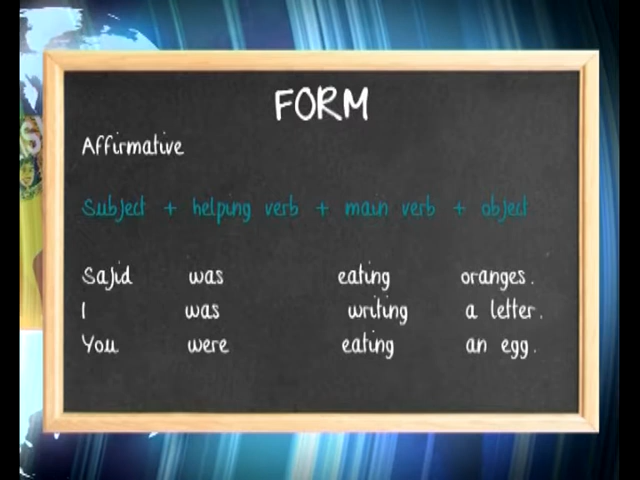 FORM
Affirmative
Subject + helping verb + main verb + object
Sajid was eating oranges.
I was writing a letter.
You were eating an egg.